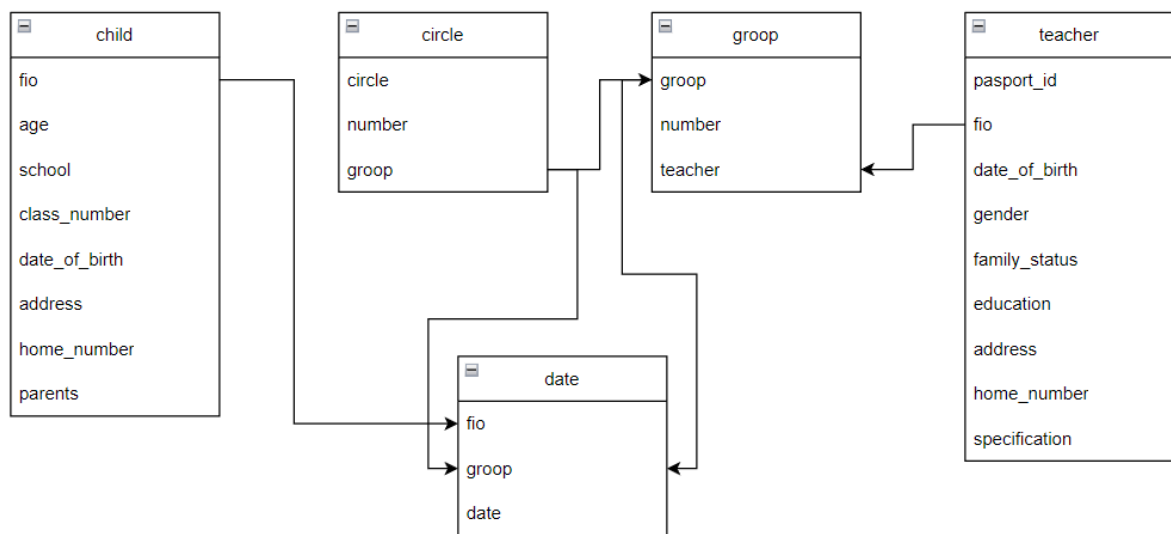 child
fio
age
school
class_number
date_of_birth
address
home_number
parents
circle
circle
number
groop
groop
groop
number
teacher
teacher
pasport_id
fio
date_of_birth
gender
family_status
education
address
home_number
specification
date
fio
groop
date